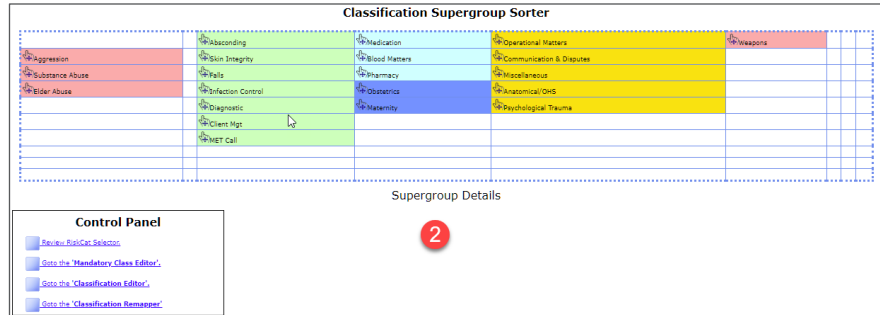 Classification Supergroup Sorter
Absconding Medication Operational Matters Weapons
Aggression Skin Integrity Blood Matters Communication & Disputes
Substance Abuse Falls Pharmacy Miscellaneous
Elder Abuse Infection Control Obstetrics Anatomical/OHS
Diagnostic Maternity Psychological Trauma
Client Mgt
MET Call
Supergroup Details
Control Panel
2
Review RiskCat Selector.
Goto the 'Mandatory Class Editor'.
Goto the 'Classification Editor'.
Goto the 'Classification Remapper'